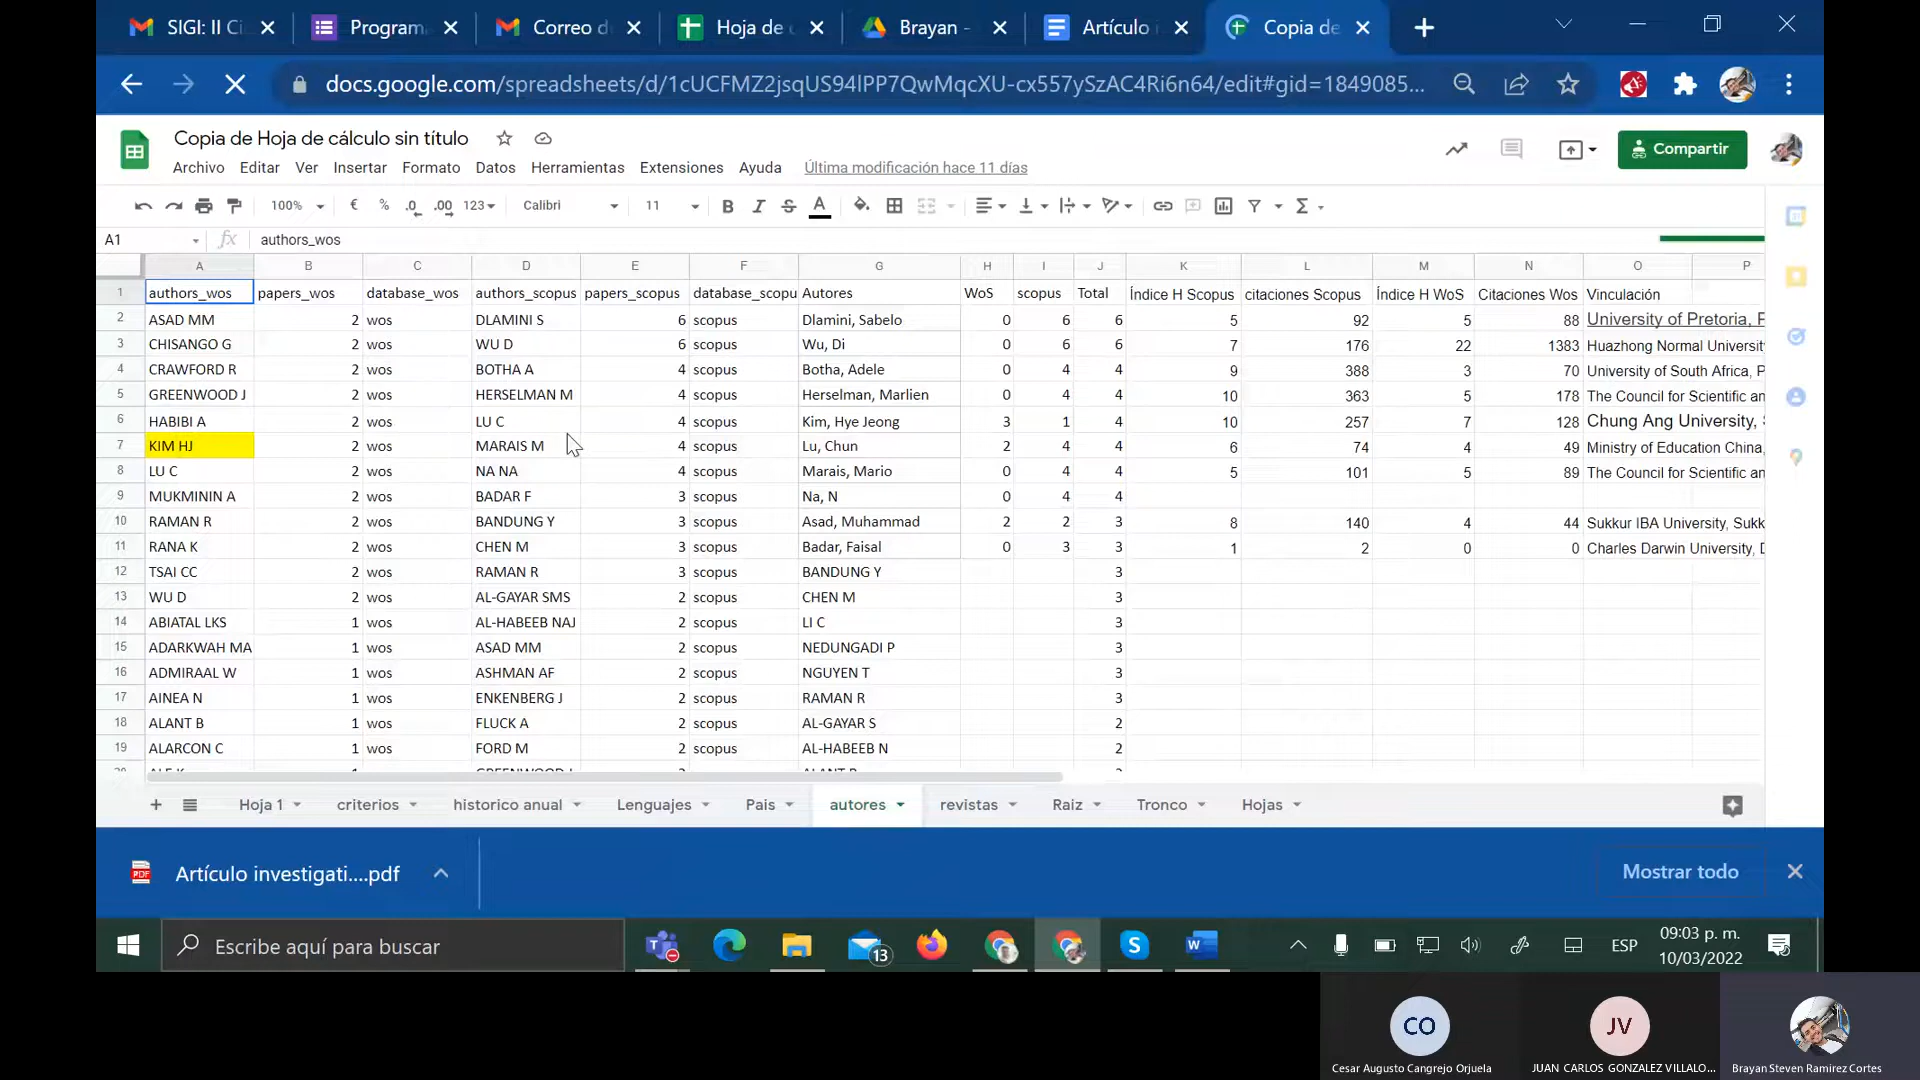 SIGI: II Ci
Program
Correo d
Hoja de
Brayan -
Artículo i
Copia de
docs.google.com/spreadsheets/d/1cUCFMZ2jsqUS94lPP7QwMqcXU-cx557ySzAC4Ri6n64/edit#gid=1849085...
Copia de Hoja de cálculo sin título
Archivo Editar Ver Insertar Formato Datos Herramientas Extensiones Ayuda Última modificación hace 11 días
Compartir
100% € % .0 .00 123 Calibri 11 B I S A Σ
A1 fx authors_wos
A B C D E F G H I J K L M N O P
1 authors_wos papers_wos database_wos authors_scopus papers_scopus database_scopu Autores WoS scopus Total Índice H Scopus citaciones Scopus Índice H WoS Citaciones Wos Vinculación
2 ASAD MM 2 wos DLAMINI S 6 scopus Dlamini, Sabelo 0 6 6 5 92 5 88 University of Pretoria, P
3 CHISANGO G 2 wos WU D 6 scopus Wu, Di 0 6 6 7 176 22 1383 Huazhong Normal University
4 CRAWFORD R 2 wos BOTHA A 4 scopus Botha, Adele 0 4 4 9 388 3 70 University of South Africa, P
5 GREENWOOD J 2 wos HERSELMAN M 4 scopus Herselman, Marlien 0 4 4 10 363 5 178 The Council for Scientific an
6 HABIBI A 2 wos LU C 4 scopus Kim, Hye Jeong 3 1 4 10 257 7 128 Chung Ang University, S
7 KIM HJ 2 wos MARAIS M 4 scopus Lu, Chun 2 4 4 6 74 4 49 Ministry of Education China,
8 LU C 2 wos NA NA 4 scopus Marais, Mario 0 4 4 5 101 5 89 The Council for Scientific an
9 MUKMININ A 2 wos BADAR F 3 scopus Na, N 0 4 4
10 RAMAN R 2 wos BANDUNG Y 3 scopus Asad, Muhammad 2 2 3 8 140 4 44 Sukkur IBA University, Sukk
11 RANA K 2 wos CHEN M 3 scopus Badar, Faisal 0 3 3 1 2 0 0 Charles Darwin University, D
12 TSAI CC 2 wos RAMAN R 3 scopus BANDUNG Y 3
13 WU D 2 wos AL-GAYAR SMS 2 scopus CHEN M 3
14 ABIATAL LKS 1 wos AL-HABEEB NAJ 2 scopus LI C 3
15 ADARKWAH MA 1 wos ASAD MM 2 scopus NEDUNGADI P 3
16 ADMIRAAL W 1 wos ASHMAN AF 2 scopus NGUYEN T 3
17 AINEA N 1 wos ENKENBERG J 2 scopus RAMAN R 3
18 ALANT B 1 wos FLUCK A 2 scopus AL-GAYAR S 2
19 ALARCON C 1 wos FORD M 2 scopus AL-HABEEB N 2
Hoja 1 criterios historico anual Lenguajes Pais autores revistas Raiz Tronco Hojas
PDF Artículo investigati....pdf Mostrar todo
Escribe aquí para buscar 13 ESP 09:03 p. m.
10/03/2022
CO JV
Cesar Augusto Cangrejo Orjuela JUAN CARLOS GONZALEZ VILLALO... Brayan Steven Ramirez Cortes